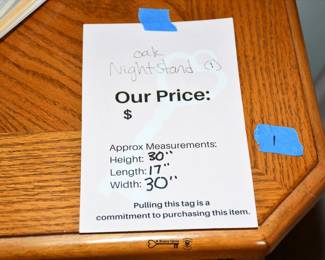 oak
Nightstand 1
Our Price:
$
Approx Measurements:
Height: 30"
Length: 17"
Width: 30"
Pulling this tag is a
commitment to purchasing this item.
1